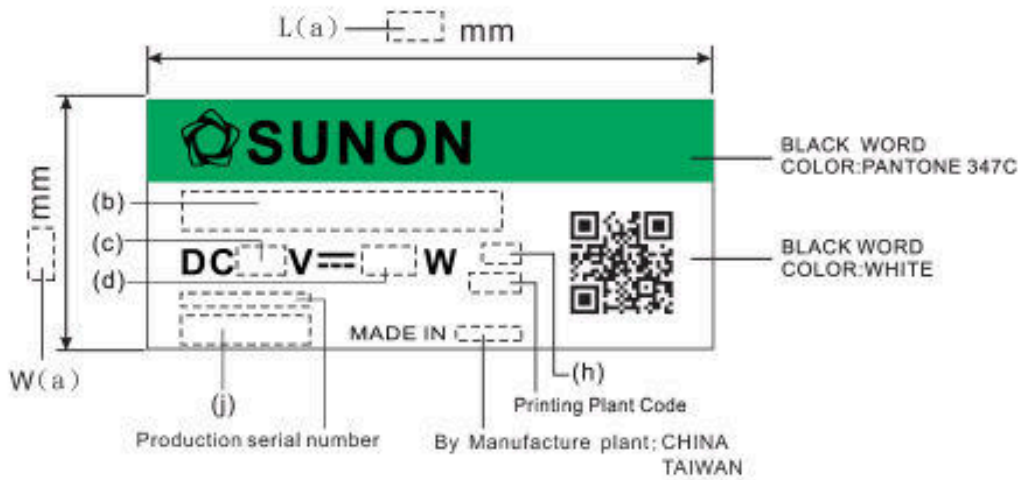 L(a) mm
SUNON
BLACK WORD
COLOR:PANTONE 347C
mm
(b)
(c)
DC V W
(d)
BLACK WORD
COLOR:WHITE
MADE IN
W(a)
(j)
(h)
Printing Plant Code
Production serial number
By Manufacture plant; CHINA
TAIWAN